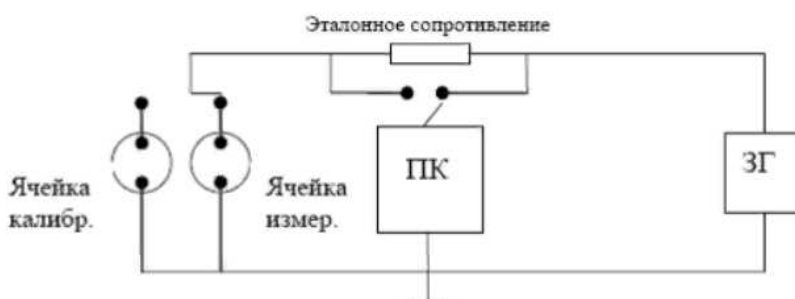 Эталонное сопротивление
ПК
ЗГ
Ячейка
калибр.
Ячейка
измер.